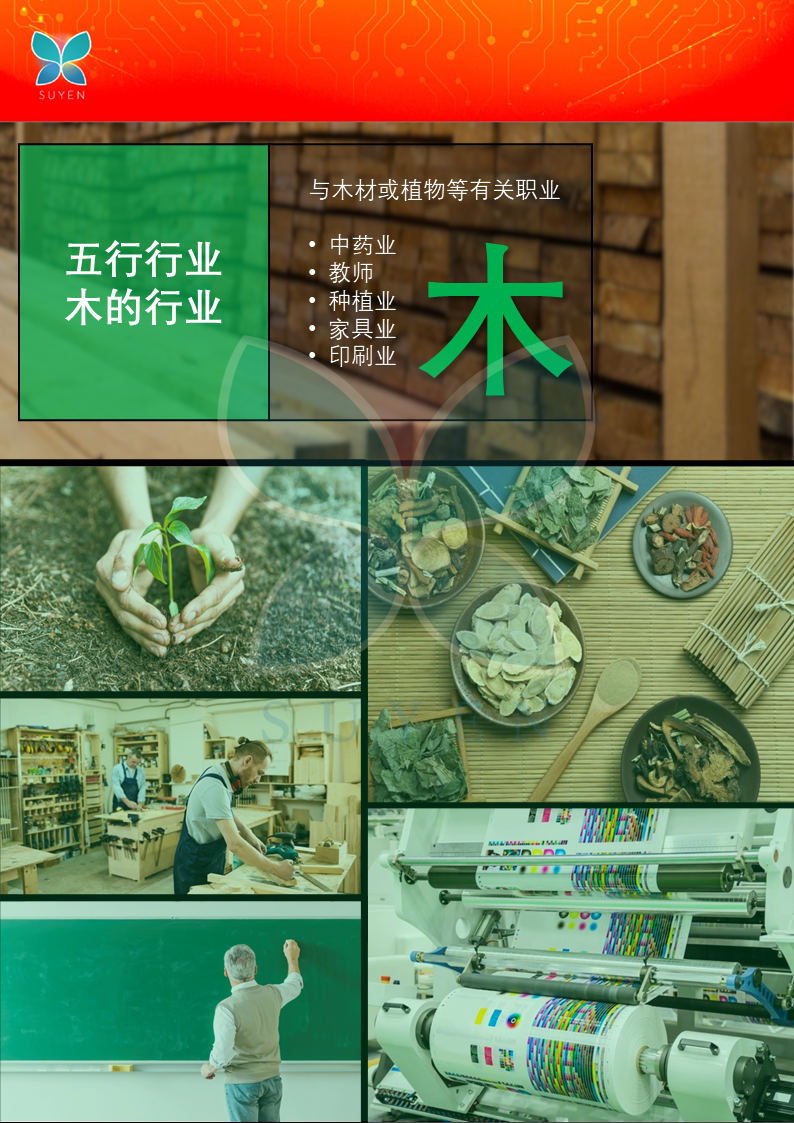 SUYEN
五行行业
木的行业
与木材或植物等有关职业
• 中药业
• 教师
• 种植业
• 家具业
• 印刷业
木
SUYEN